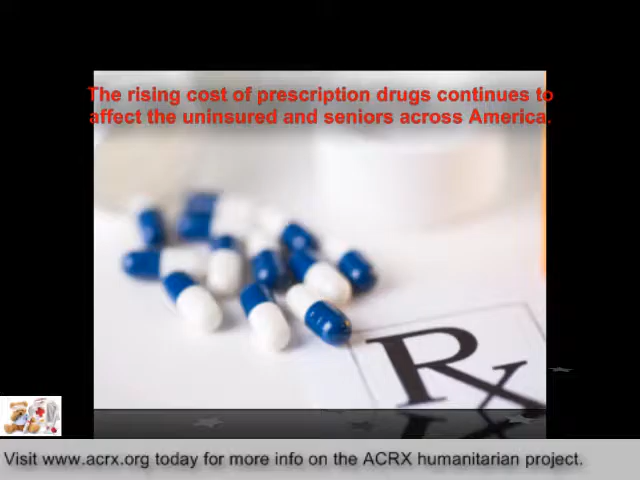 The rising cost of prescription drugs continues to
affect the uninsured and seniors across America.
Rx
Visit www.acrx.org today for more info on the ACRX humanitarian project.